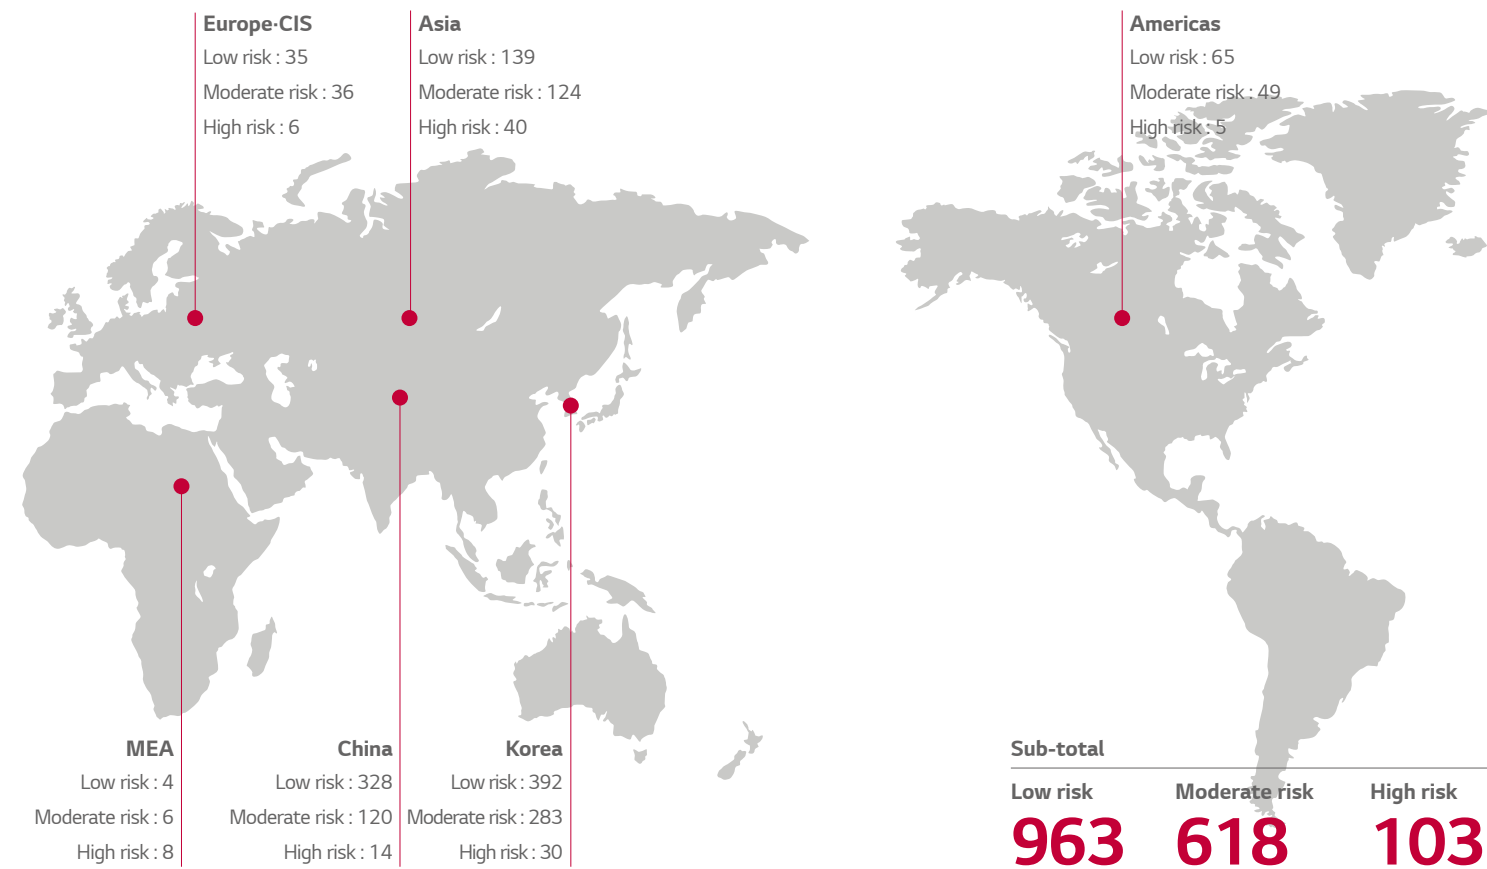 Europe·CIS
Low risk : 35
Moderate risk : 36
High risk : 6
Asia
Low risk : 139
Moderate risk : 124
High risk : 40
Americas
Low risk : 65
Moderate risk : 49
High risk : 5
MEA
Low risk : 4
Moderate risk : 6
High risk : 8
China
Low risk : 328
Moderate risk : 120
High risk : 14
Korea
Low risk : 392
Moderate risk : 283
High risk : 30
Sub-total
Low risk
963
Moderate risk
618
High risk
103